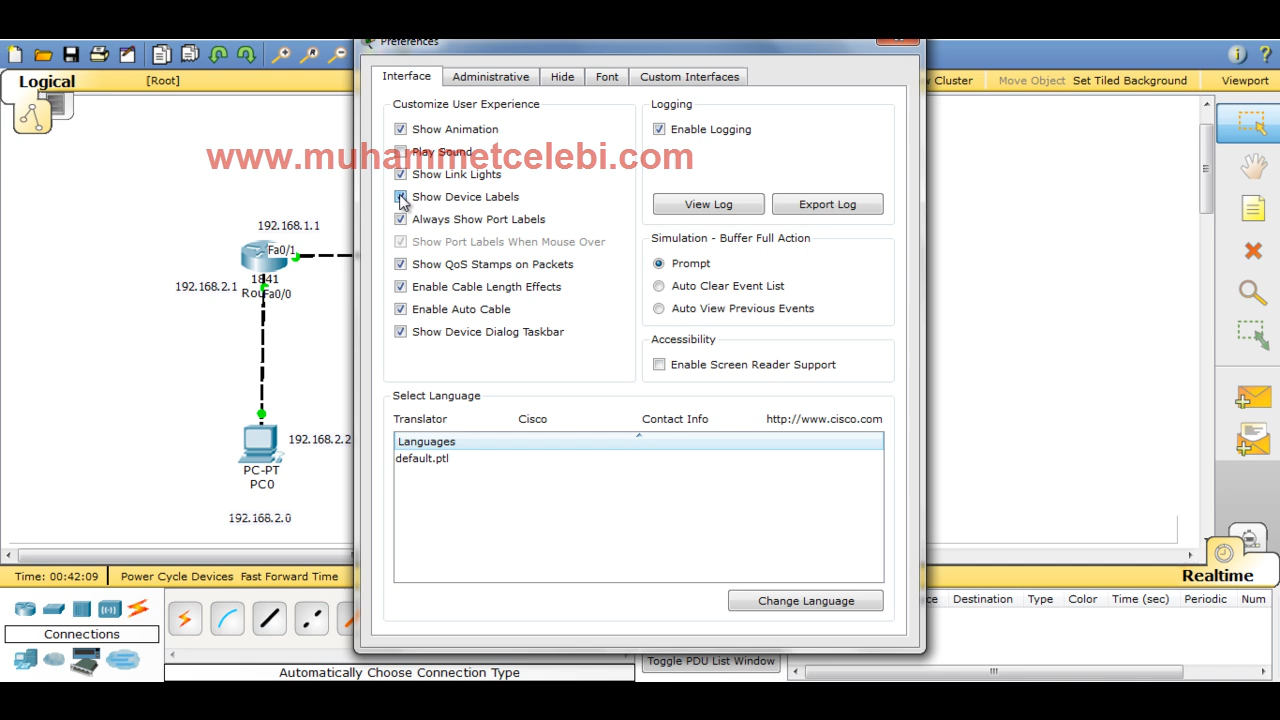 Preferences
Logical
[Root]
Cluster
Move Object
Set Tiled Background
Viewport
Interface
Administrative
Hide
Font
Custom Interfaces
Customize User Experience
Show Animation
Play Sound
Show Link Lights
Show Device Labels
Always Show Port Labels
Show Port Labels When Mouse Over
Show QoS Stamps on Packets
Enable Cable Length Effects
Enable Auto Cable
Show Device Dialog Taskbar
Logging
Enable Logging
View Log
Export Log
Simulation - Buffer Full Action
Prompt
Auto Clear Event List
Auto View Previous Events
Accessibility
Enable Screen Reader Support
Select Language
Translator
Cisco
Contact Info
http://www.cisco.com
Languages
default.ptl
Change Language
www.muhammetcelebi.com
192.168.1.1
Fa0/1
1841
192.168.2.1
Fa0/0
192.168.2.2
PC-PT
PC0
192.168.2.0
Time: 00:42:09
Power Cycle Devices
Fast Forward Time
Realtime
Connections
Automatically Choose Connection Type
Toggle PDU List Window
Destination
Type
Color
Time (sec)
Periodic
Num